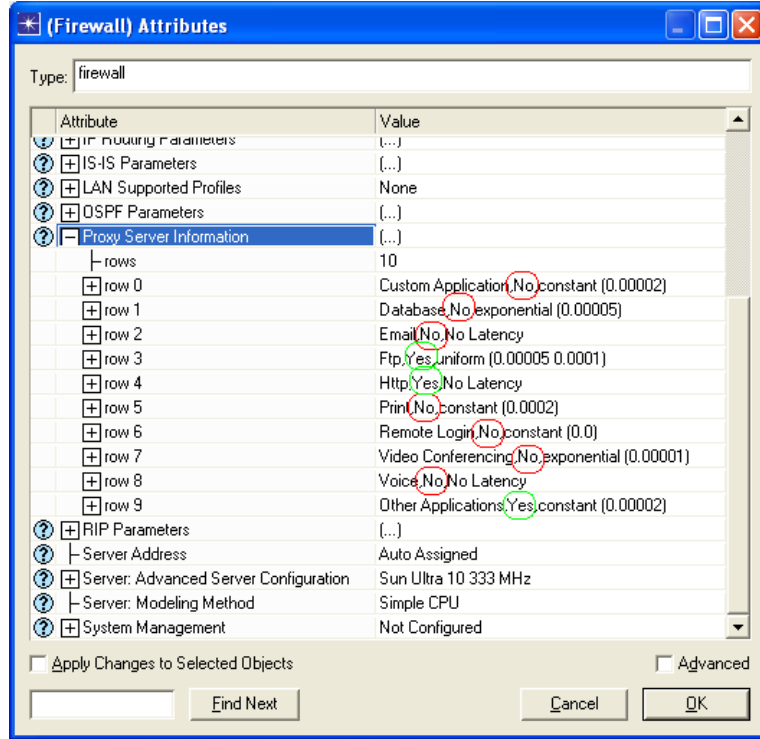 (Firewall) Attributes
Type: firewall
Attribute Value
IP Routing Parameters (...)
IS-IS Parameters (...)
LAN Supported Profiles None
OSPF Parameters (...)
Proxy Server Information (...)
rows 10
row 0 Custom Application,No,constant (0.00002)
row 1 Database,No,exponential (0.00005)
row 2 Email,No,No Latency
row 3 Ftp,Yes,uniform (0.00005 0.0001)
row 4 Http,Yes,No Latency
row 5 Print,No,constant (0.0002)
row 6 Remote Login,No,constant (0.0)
row 7 Video Conferencing,No,exponential (0.00001)
row 8 Voice,No,No Latency
row 9 Other Applications,Yes,constant (0.00002)
RIP Parameters (...)
Server Address Auto Assigned
Server: Advanced Server Configuration Sun Ultra 10 333 MHz
Server: Modeling Method Simple CPU
System Management Not Configured
Apply Changes to Selected Objects Advanced
Find Next Cancel OK